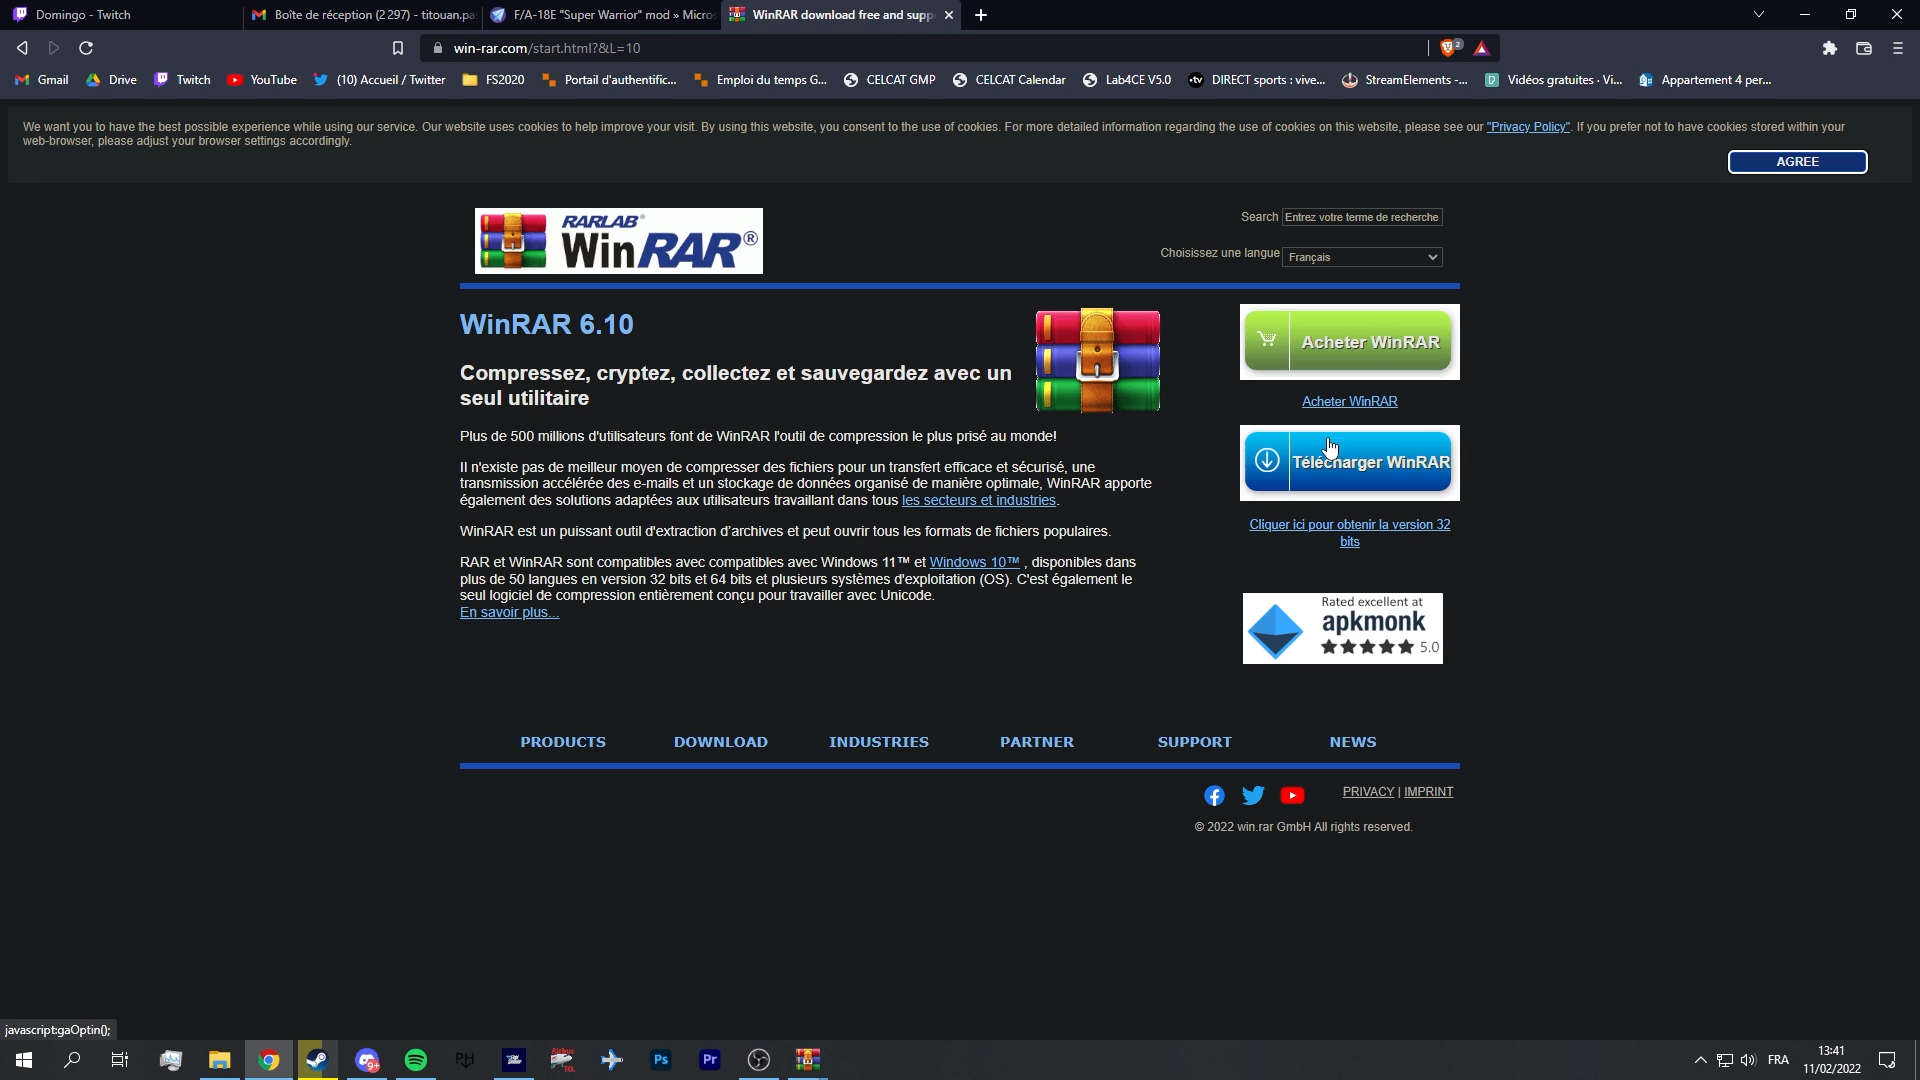 Domingo - Twitch
Boîte de réception (2 297) - titouan.pa
F/A-18E "Super Warrior" mod » Micros
WinRAR download free and supp
win-rar.com/start.html?&L=10
2
Gmail
Drive
Twitch
YouTube
(10) Accueil / Twitter
FS2020
Portail d'authentific...
Emploi du temps G...
CELCAT GMP
CELCAT Calendar
Lab4CE V5.0
DIRECT sports : vive...
StreamElements -...
Vidéos gratuites · Vi...
Appartement 4 per...
We want you to have the best possible experience while using our service. Our website uses cookies to help improve your visit. By using this website, you consent to the use of cookies. For more detailed information regarding the use of cookies on this website, please see our "Privacy Policy". If you prefer not to have cookies stored within your
web-browser, please adjust your browser settings accordingly.
AGREE
RARLAB®
WinRAR®
Search
Entrez votre terme de recherche
Choisissez une langue
Français
WinRAR 6.10
Compressez, cryptez, collectez et sauvegardez avec un
seul utilitaire
Plus de 500 millions d'utilisateurs font de WinRAR l'outil de compression le plus prisé au monde!
Il n'existe pas de meilleur moyen de compresser des fichiers pour un transfert efficace et sécurisé, une
transmission accélérée des e-mails et un stockage de données organisé de manière optimale, WinRAR apporte
également des solutions adaptées aux utilisateurs travaillant dans tous les secteurs et industries.
WinRAR est un puissant outil d'extraction d'archives et peut ouvrir tous les formats de fichiers populaires.
RAR et WinRAR sont compatibles avec compatibles avec Windows 11™ et Windows 10™ , disponibles dans
plus de 50 langues en version 32 bits et 64 bits et plusieurs systèmes d'exploitation (OS). C'est également le
seul logiciel de compression entièrement conçu pour travailler avec Unicode.
En savoir plus...
Acheter WinRAR
Acheter WinRAR
Télécharger WinRAR
Cliquer ici pour obtenir la version 32
bits
Rated excellent at
apkmonk
5.0
PRODUCTS
DOWNLOAD
INDUSTRIES
PARTNER
SUPPORT
NEWS
PRIVACY | IMPRINT
© 2022 win.rar GmbH All rights reserved.
javascript:gaOptin();
9+
Ps
Pr
FRA
13:41
11/02/2022